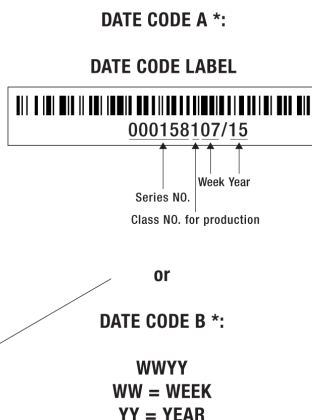 DATE CODE A *:
DATE CODE LABEL
000158107/15
Week Year
Series NO.
Class NO. for production
or
DATE CODE B *:
WWYY
WW = WEEK
YY = YEAR